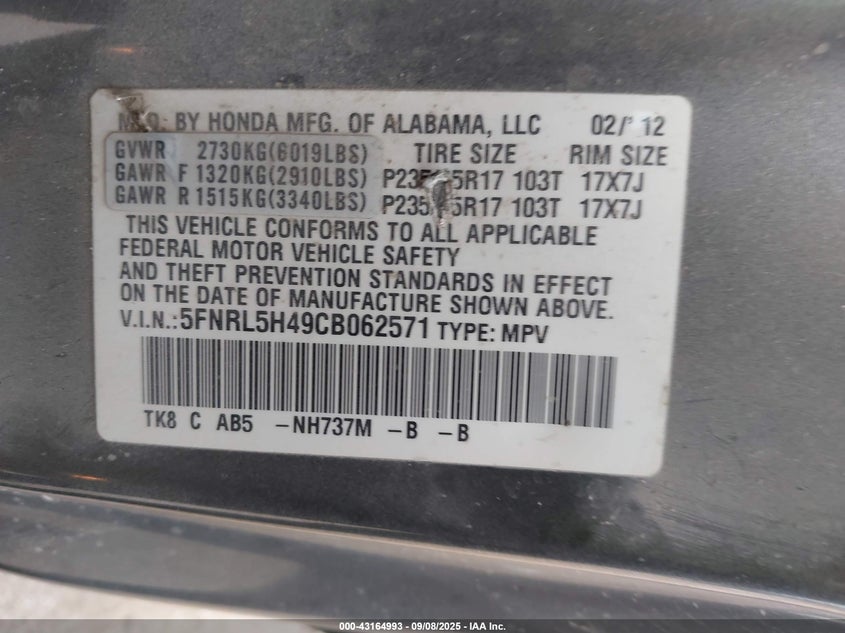 BY HONDA MFG. OF ALABAMA, LLC 02/12
GVWR 2730KG(6019LBS) TIRE SIZE RIM SIZE
GAWR F 1320KG(2910LBS) 103T 17X7J
GAWR R 1515KG(3340LBS) 103T 17X7J
THIS VEHICLE CONFORMS TO ALL APPLICABLE
FEDERAL MOTOR VEHICLE SAFETY
AND THEFT PREVENTION STANDARDS IN EFFECT
ON THE DATE OF MANUFACTURE SHOWN ABOVE.
V.I.N.:5FNRL5H49CB062571 TYPE: MPV
TK8 C AB5 -NH737M -B -B
000-43164993 - 09/08/2025 - IAA Inc.